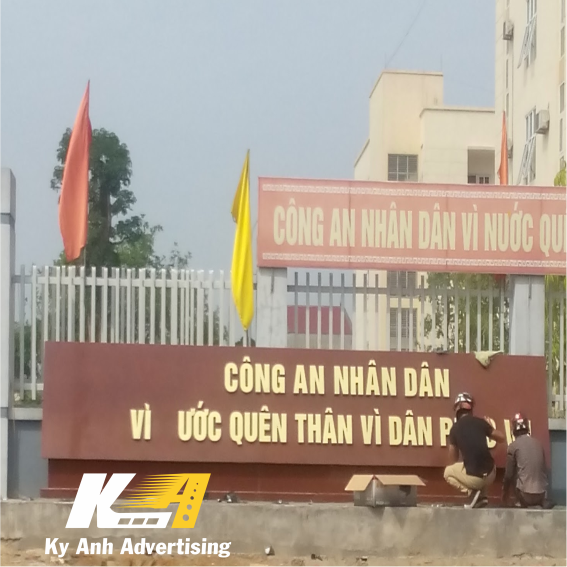 CÔNG AN NHÂN DÂN VÌ NƯỚC QU
CÔNG AN NHÂN DÂN
VÌ ƯỚC QUÊN THÂN VÌ DÂN
KA
Ky Anh Advertising